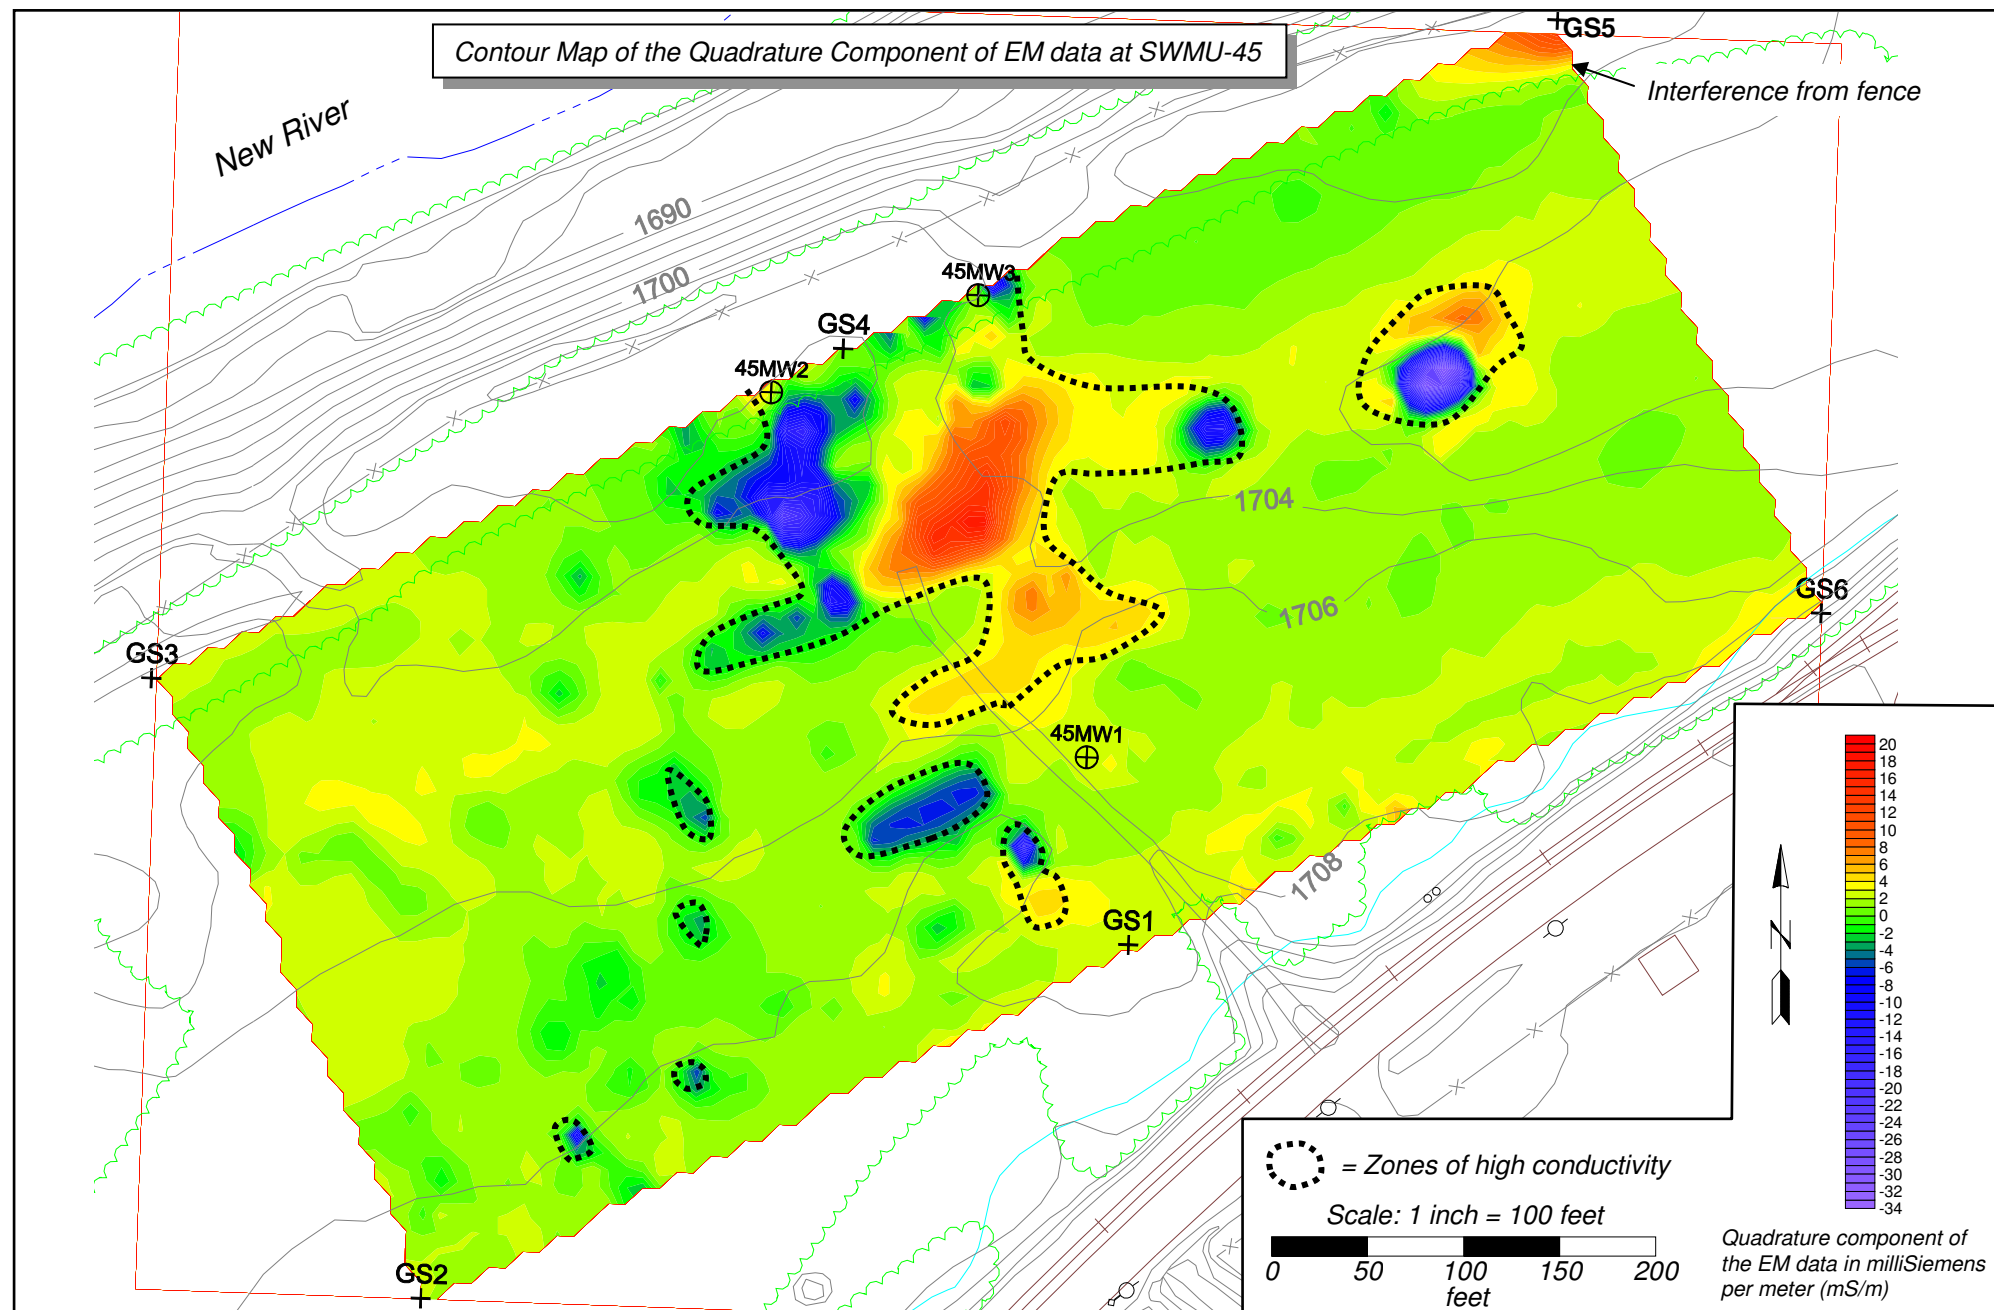 Contour Map of the Quadrature Component of EM data at SWMU-45
GS5
Interference from fence
New River
1690
1700
45MW3
GS4
45MW2
1704
1706
GS6
GS3
45MW1
1708
GS1
GS2
N
20
18
16
14
12
10
8
6
4
2
0
-2
-4
-6
-8
-10
-12
-14
-16
-18
-20
-22
-24
-26
-28
-30
-32
-34
Quadrature component of
the EM data in milliSiemens
per meter (mS/m)
= Zones of high conductivity
Scale: 1 inch = 100 feet
0 50 100 150 200
feet